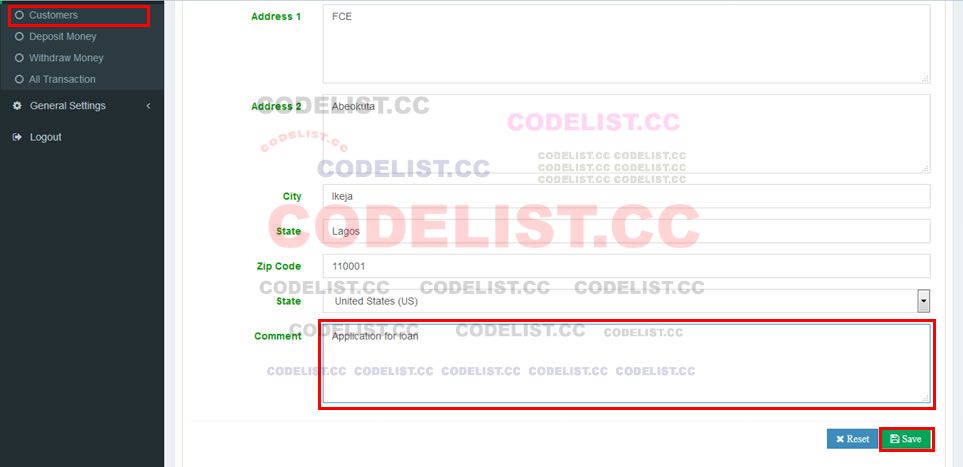 Customers
Deposit Money
Withdraw Money
All Transaction
General Settings
Logout
Address 1
FCE
Address 2
Abeokuta
City
Ikeja
State
Lagos
Zip Code
110001
State
United States (US)
Comment
Application for loan
Reset
Save
CODELIST.CC
CODELIST.CC
CODELIST.CC
CODELIST.CC
CODELIST.CC CODELIST.CC
CODELIST.CC CODELIST.CC
CODELIST.CC CODELIST.CC
CODELIST.CC
CODELIST.CC CODELIST.CC CODELIST.CC
CODELIST.CC CODELIST.CC CODELIST.CC
CODELIST.CC CODELIST.CC CODELIST.CC CODELIST.CC CODELIST.CC